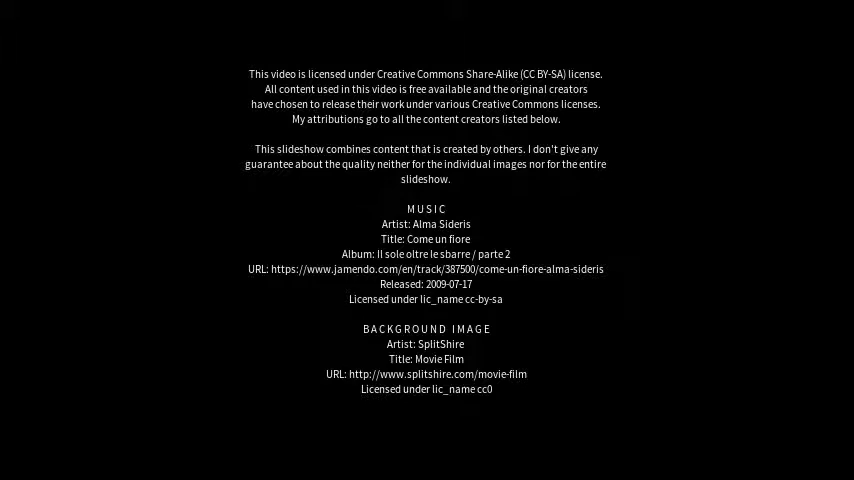 This video is licensed under Creative Commons Share-Alike (CC BY-SA) license.
All content used in this video is free available and the original creators
have chosen to release their work under various Creative Commons licenses.
My attributions go to all the content creators listed below.
This slideshow combines content that is created by others. I don't give any
guarantee about the quality neither for the individual images nor for the entire
slideshow.
MUSIC
Artist: Alma Sideris
Title: Come un fiore
Album: Il sole oltre le sbarre / parte 2
URL: https://www.jamendo.com/en/track/387500/come-un-fiore-alma-sideris
Released: 2009-07-17
Licensed under lic_name cc-by-sa
BACKGROUND IMAGE
Artist: SplitShire
Title: Movie Film
URL: http://www.splitshire.com/movie-film
Licensed under lic_name cc0